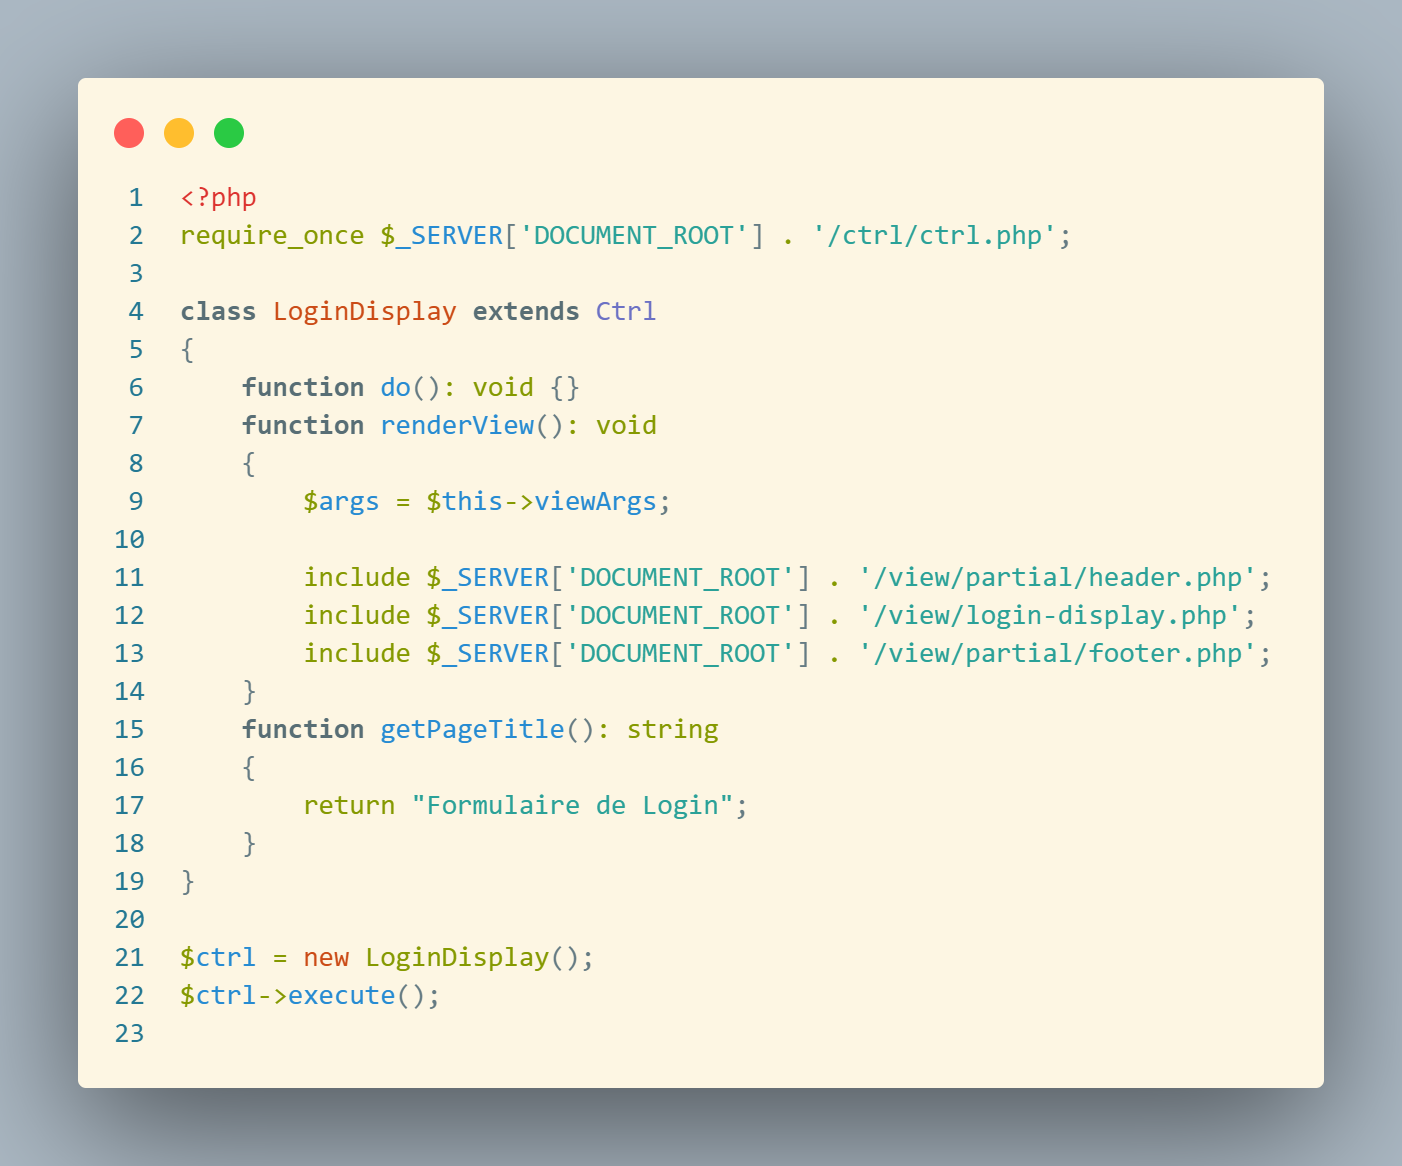 1 <?php
2 require_once $_SERVER['DOCUMENT_ROOT'] . '/ctrl/ctrl.php';
3
4 class LoginDisplay extends Ctrl
5 {
6     function do(): void {}
7     function renderView(): void
8     {
9         $args = $this->viewArgs;
10
11         include $_SERVER['DOCUMENT_ROOT'] . '/view/partial/header.php';
12         include $_SERVER['DOCUMENT_ROOT'] . '/view/login-display.php';
13         include $_SERVER['DOCUMENT_ROOT'] . '/view/partial/footer.php';
14     }
15     function getPageTitle(): string
16     {
17         return "Formulaire de Login";
18     }
19 }
20
21 $ctrl = new LoginDisplay();
22 $ctrl->execute();
23